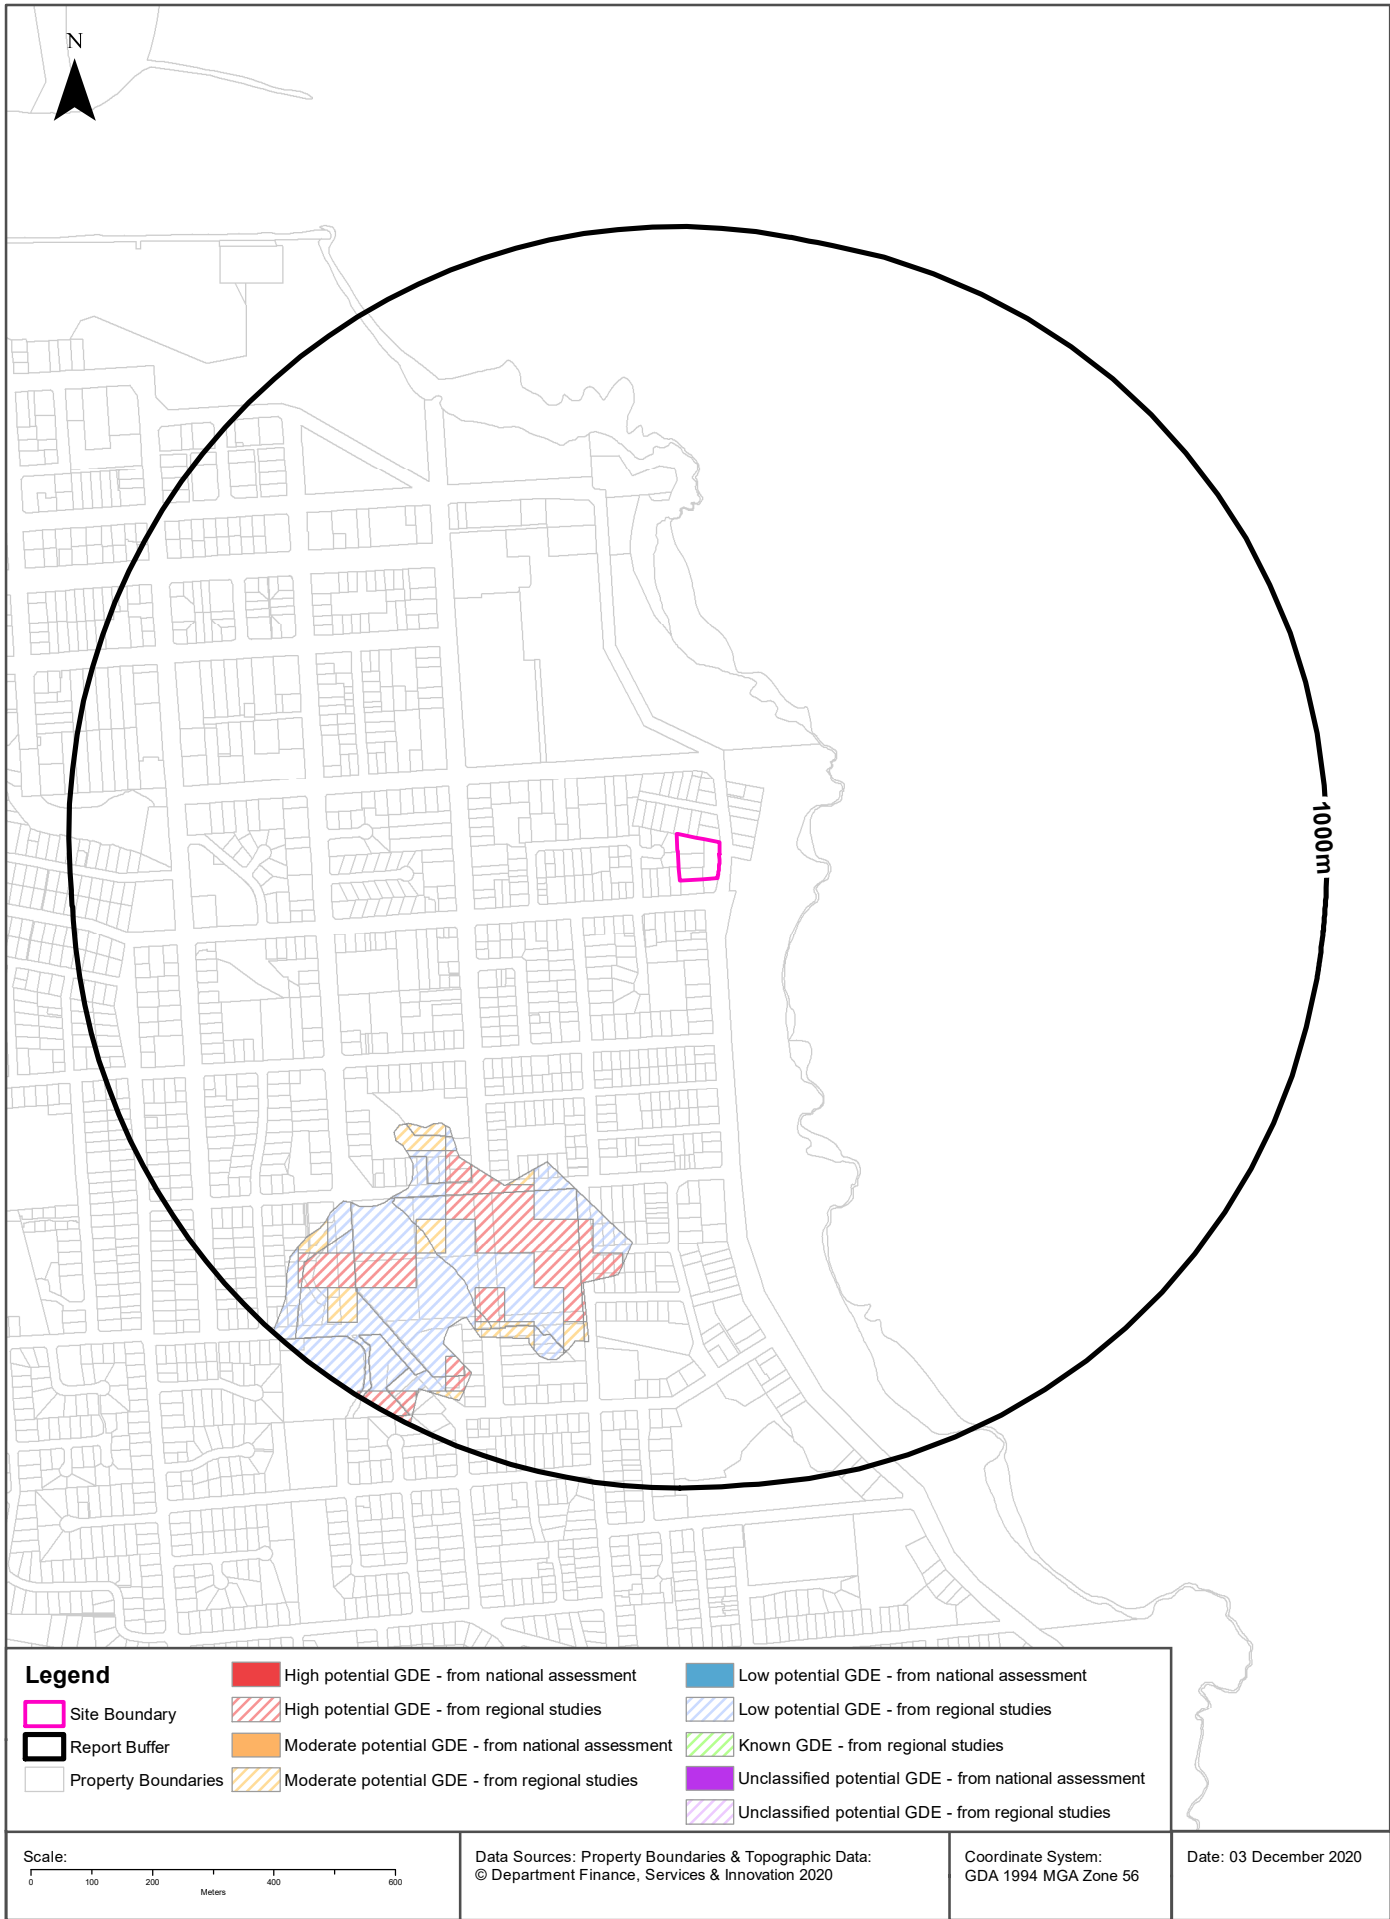 N
1000m
Legend
Site Boundary
Report Buffer
Property Boundaries
High potential GDE - from national assessment
High potential GDE - from regional studies
Moderate potential GDE - from national assessment
Moderate potential GDE - from regional studies
Low potential GDE - from national assessment
Low potential GDE - from regional studies
Known GDE - from regional studies
Unclassified potential GDE - from national assessment
Unclassified potential GDE - from regional studies
Scale:
0 100 200 400 600
Meters
Data Sources: Property Boundaries & Topographic Data:
© Department Finance, Services & Innovation 2020
Coordinate System:
GDA 1994 MGA Zone 56
Date: 03 December 2020